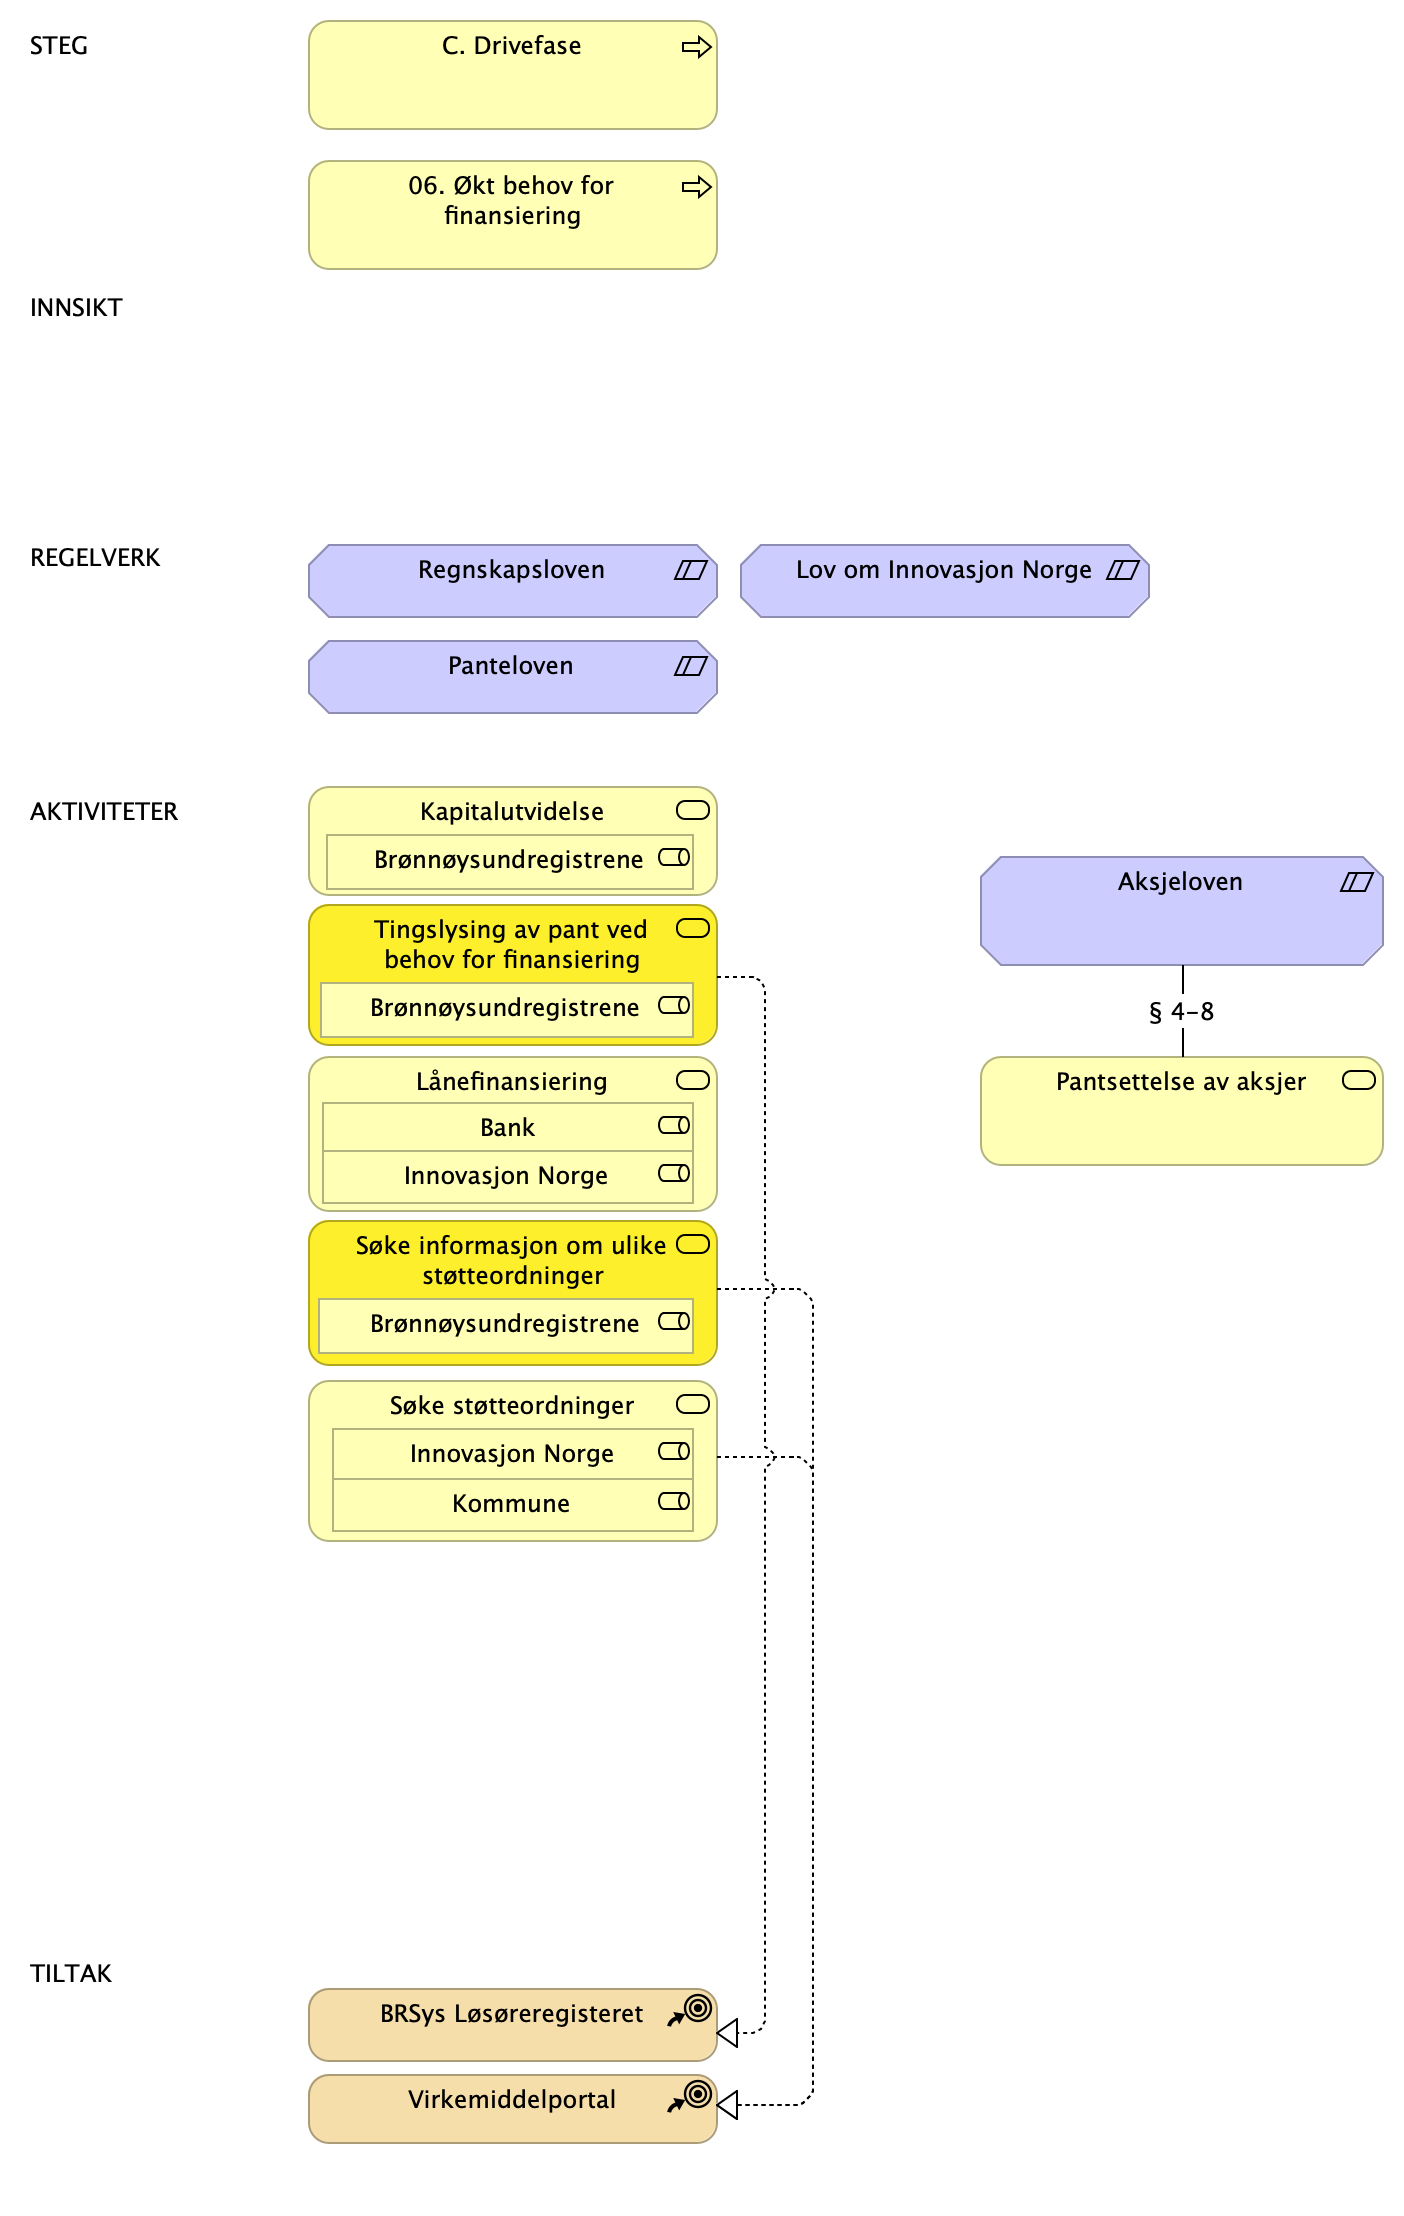 STEG
C. Drivefase
06. Økt behov for
finansiering
INNSIKT
REGELVERK
Regnskapsloven
Lov om Innovasjon Norge
Panteloven
AKTIVITETER
Kapitalutvidelse
Brønnøysundregistrene
Tingslysing av pant ved
behov for finansiering
Brønnøysundregistrene
Lånefinansiering
Bank
Innovasjon Norge
Søke informasjon om ulike
støtteordninger
Brønnøysundregistrene
Søke støtteordninger
Innovasjon Norge
Kommune
Aksjeloven
§ 4–8
Pantsettelse av aksjer
TILTAK
BRSys Løsøreregisteret
Virkemiddelportal